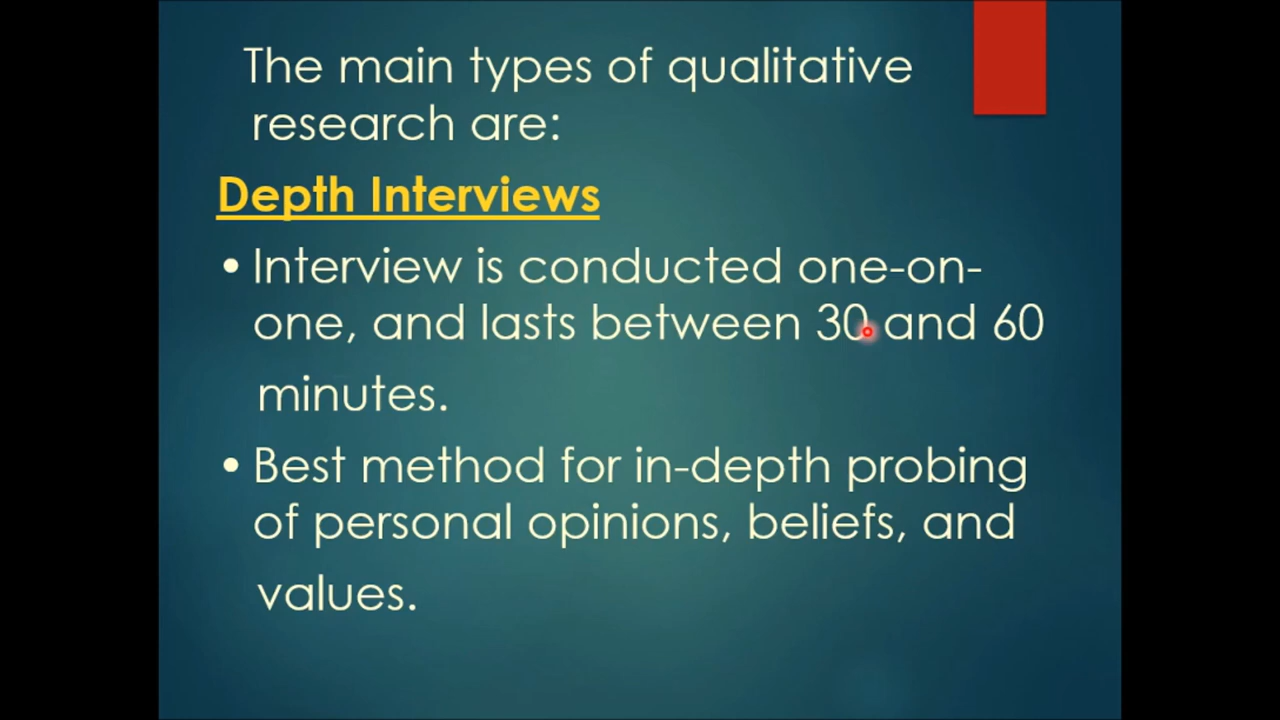 The main types of qualitative
research are:
Depth Interviews
• Interview is conducted one-on-
one, and lasts between 30 and 60
minutes.
• Best method for in-depth probing
of personal opinions, beliefs, and
values.